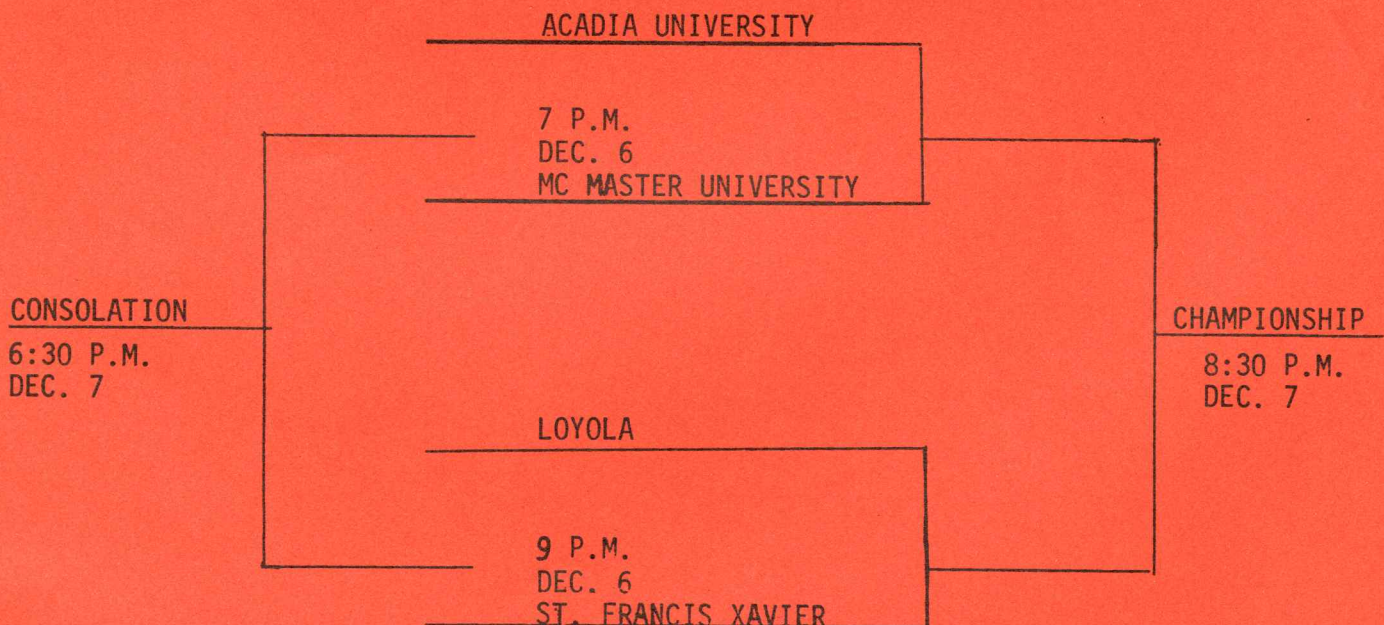 ACADIA UNIVERSITY
7 P.M.
DEC. 6
MC MASTER UNIVERSITY
CONSOLATION
6:30 P.M.
DEC. 7
CHAMPIONSHIP
8:30 P.M.
DEC. 7
LOYOLA
9 P.M.
DEC. 6
ST. FRANCIS XAVIER